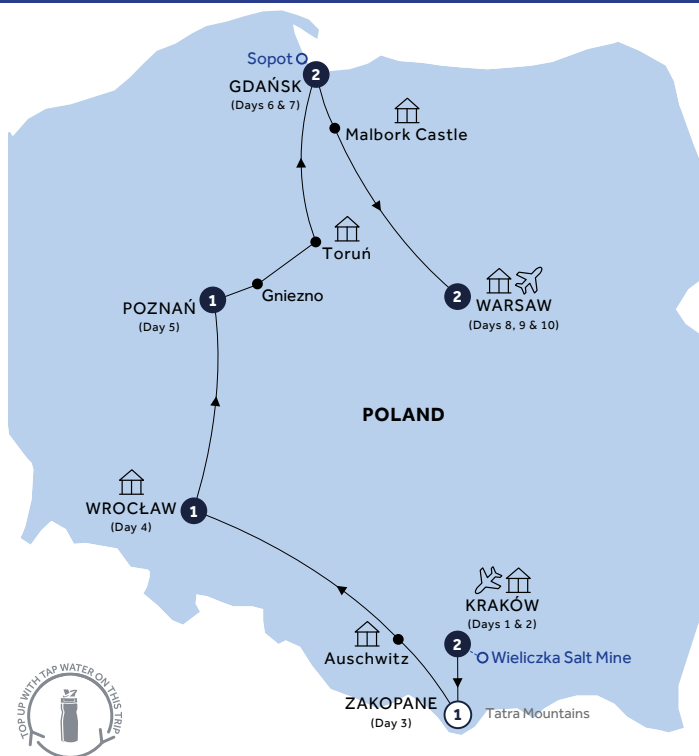 Sopot
2
GDAŃSK
(Days 6 & 7)
Malbork Castle
Toruń
Gniezno
1
POZNAŃ
(Day 5)
2
WARSAW
(Days 8, 9 & 10)
POLAND
WROCŁAW
1
(Day 4)
KRAKÓW
(Days 1 & 2)
2
Wieliczka Salt Mine
Auschwitz
ZAKOPANE
(Day 3)
1
Tatra Mountains
TOP UP WITH TAP WATER ON THIS TRIP